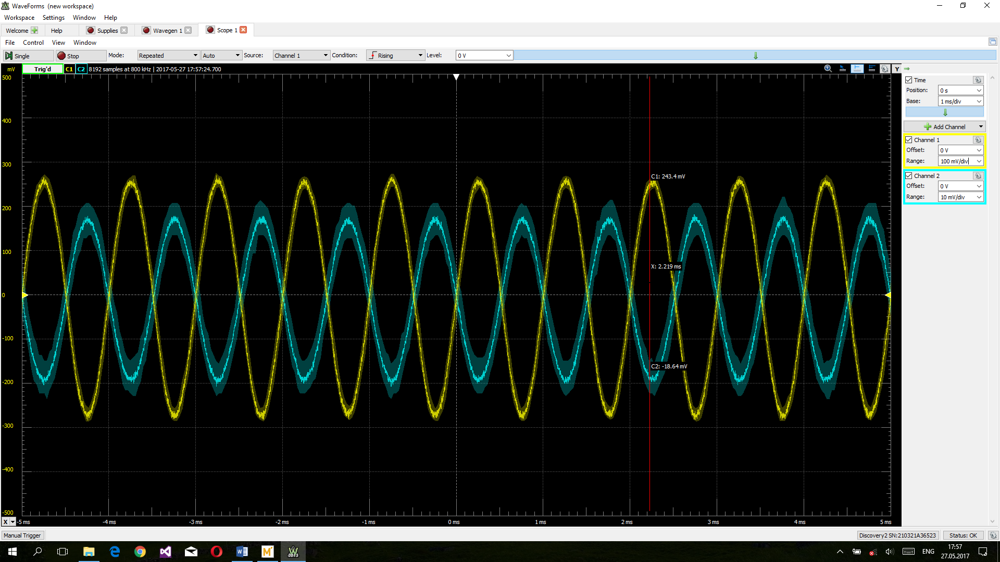 WaveForms (new workspace)
Workspace Settings Window Help
Welcome Help Supplies Wavegen 1 Scope 1
File Control View Window
Single Stop Mode: Repeated Auto Source: Channel 1 Condition: Rising Level: 0 V
mV Trig'd C1 C2 8192 samples at 800 kHz | 2017-05-27 17:57:24.700 Y
500
400
300
200
100
0
-100
-200
-300
-400
-500
C1: 243.4 mV
X: 2.219 ms
C2: -18.64 mV
X -5 ms -4 ms -3 ms -2 ms -1 ms 0 ms 1 ms 2 ms 3 ms 4 ms 5 ms
Time
Position: 0 s
Base: 1 ms/div
Add Channel
Channel 1
Offset: 0 V
Range: 100 mV/div
Channel 2
Offset: 0 V
Range: 10 mV/div
Manual Trigger Discovery2 SN:210321A36523 Status: OK
2015
ENG 17:57
27.05.2017